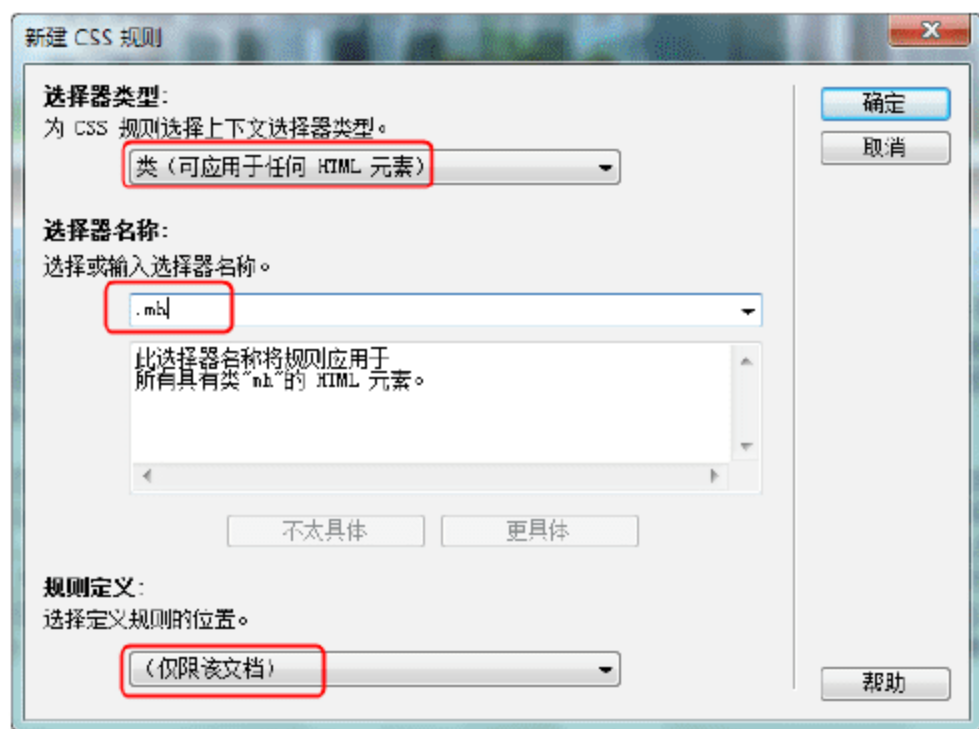 新建 CSS 规则
选择器类型:
为 CSS 规则选择上下文选择器类型。
类（可应用于任何 HTML 元素）
选择器名称:
选择或输入选择器名称。
.mh
此选择器名称将规则应用于
所有具有类"mh"的 HTML 元素。
不太具体
更具体
规则定义:
选择定义规则的位置。
（仅限该文档）
确定
取消
帮助